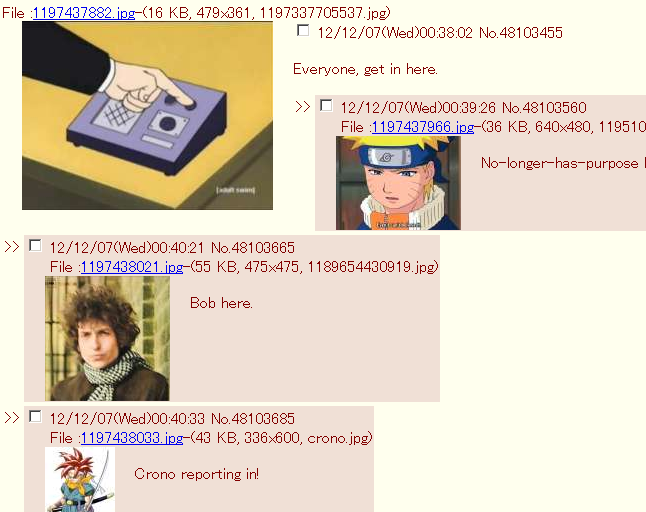 File :1197437882.jpg-(16 KB, 479x361, 1197337705537.jpg)
12/12/07(Wed)00:38:02 No.48103455
[adult swim]
Everyone, get in here.
>> 12/12/07(Wed)00:39:26 No.48103560
File :1197437966.jpg-(36 KB, 640x480, 119510
No-longer-has-purpose
>> 12/12/07(Wed)00:40:21 No.48103665
File :1197438021.jpg-(55 KB, 475x475, 1189654430919.jpg)
Bob here.
>> 12/12/07(Wed)00:40:33 No.48103685
File :1197438033.jpg-(43 KB, 336x600, crono.jpg)
Crono reporting in!